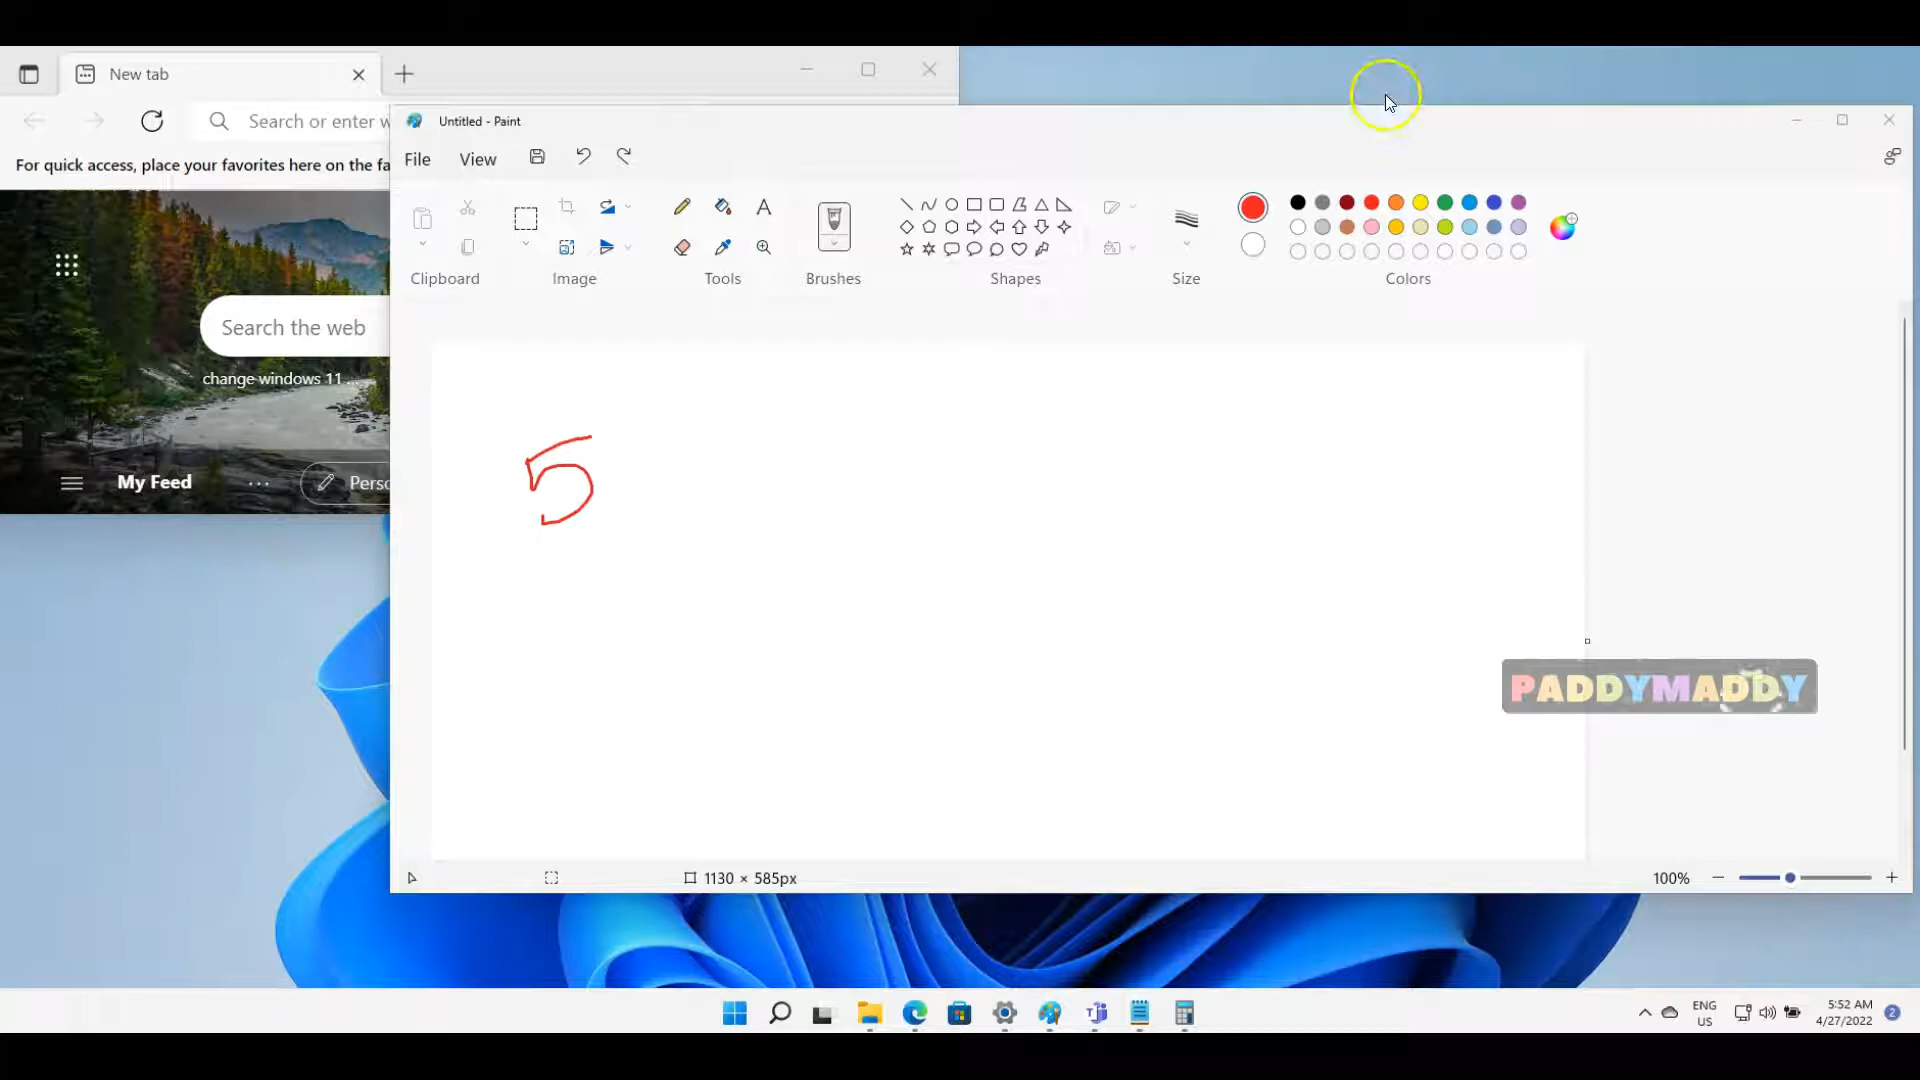 New tab
Search or enter w
For quick access, place your favorites here on the fa
Untitled - Paint
File View
Clipboard Image Tools Brushes Shapes Size Colors
Search the web
change windows 11 ...
My Feed ... Perso
5
PADDYMADDY
1130 × 585px 100%
ENG
US
5:52 AM
4/27/2022
2